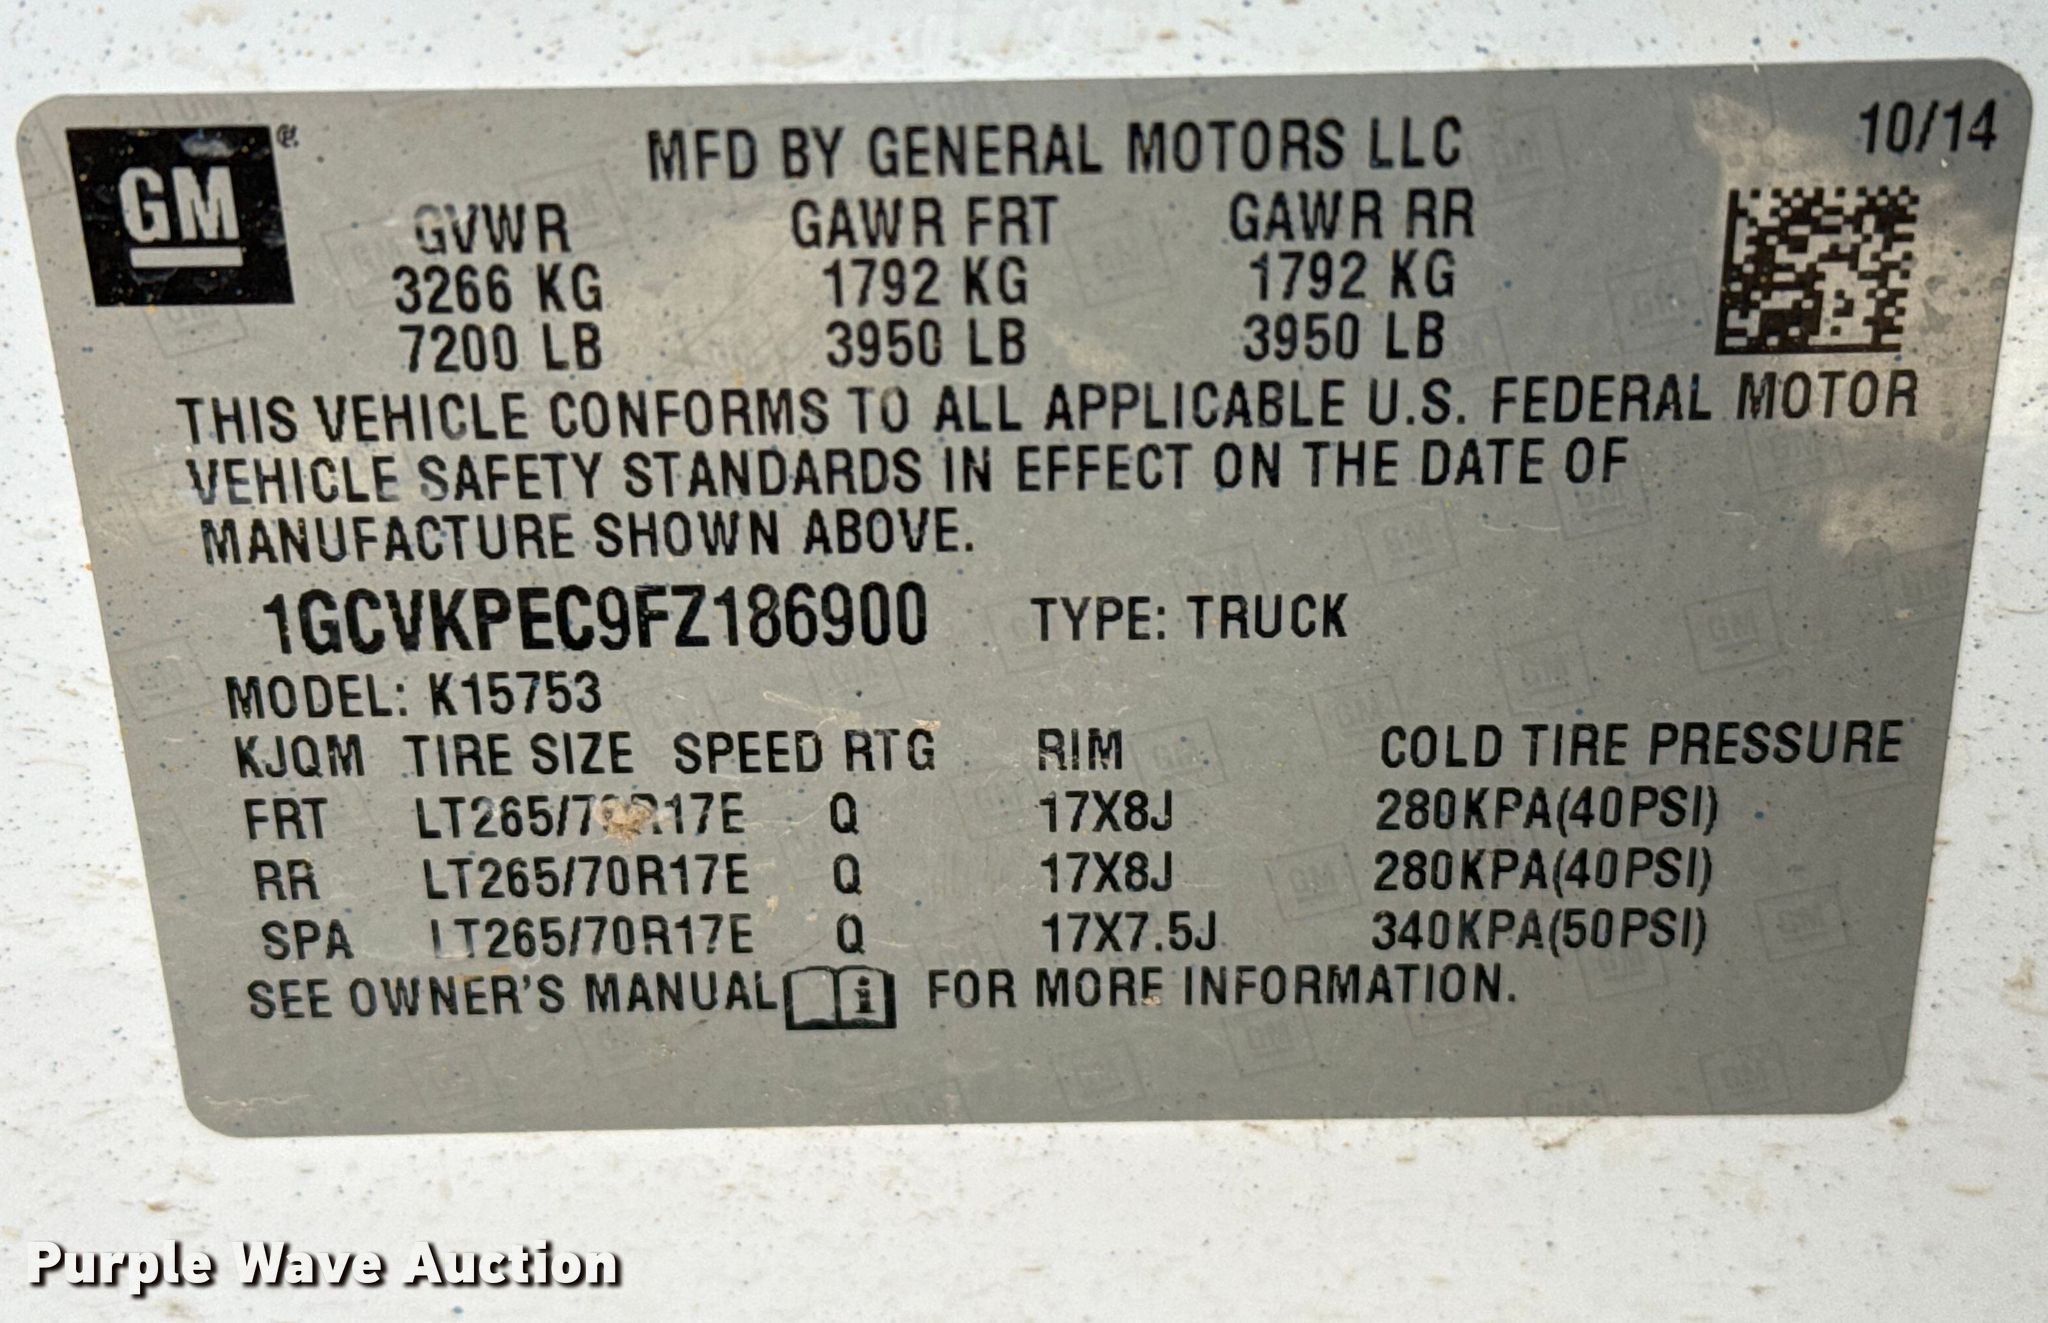 GM
MFD BY GENERAL MOTORS LLC
10/14
GVWR GAWR FRT GAWR RR
3266 KG 1792 KG 1792 KG
7200 LB 3950 LB 3950 LB
THIS VEHICLE CONFORMS TO ALL APPLICABLE U.S. FEDERAL MOTOR
VEHICLE SAFETY STANDARDS IN EFFECT ON THE DATE OF
MANUFACTURE SHOWN ABOVE.
1GCVKPEC9FZ186900 TYPE: TRUCK
MODEL: K15753
KJQM TIRE SIZE SPEED RTG RIM COLD TIRE PRESSURE
FRT LT265/70R17E Q 17X8J 280KPA(40PSI)
RR LT265/70R17E Q 17X8J 280KPA(40PSI)
SPA LT265/70R17E Q 17X7.5J 340KPA(50PSI)
SEE OWNER'S MANUAL i FOR MORE INFORMATION.
Purple Wave Auction